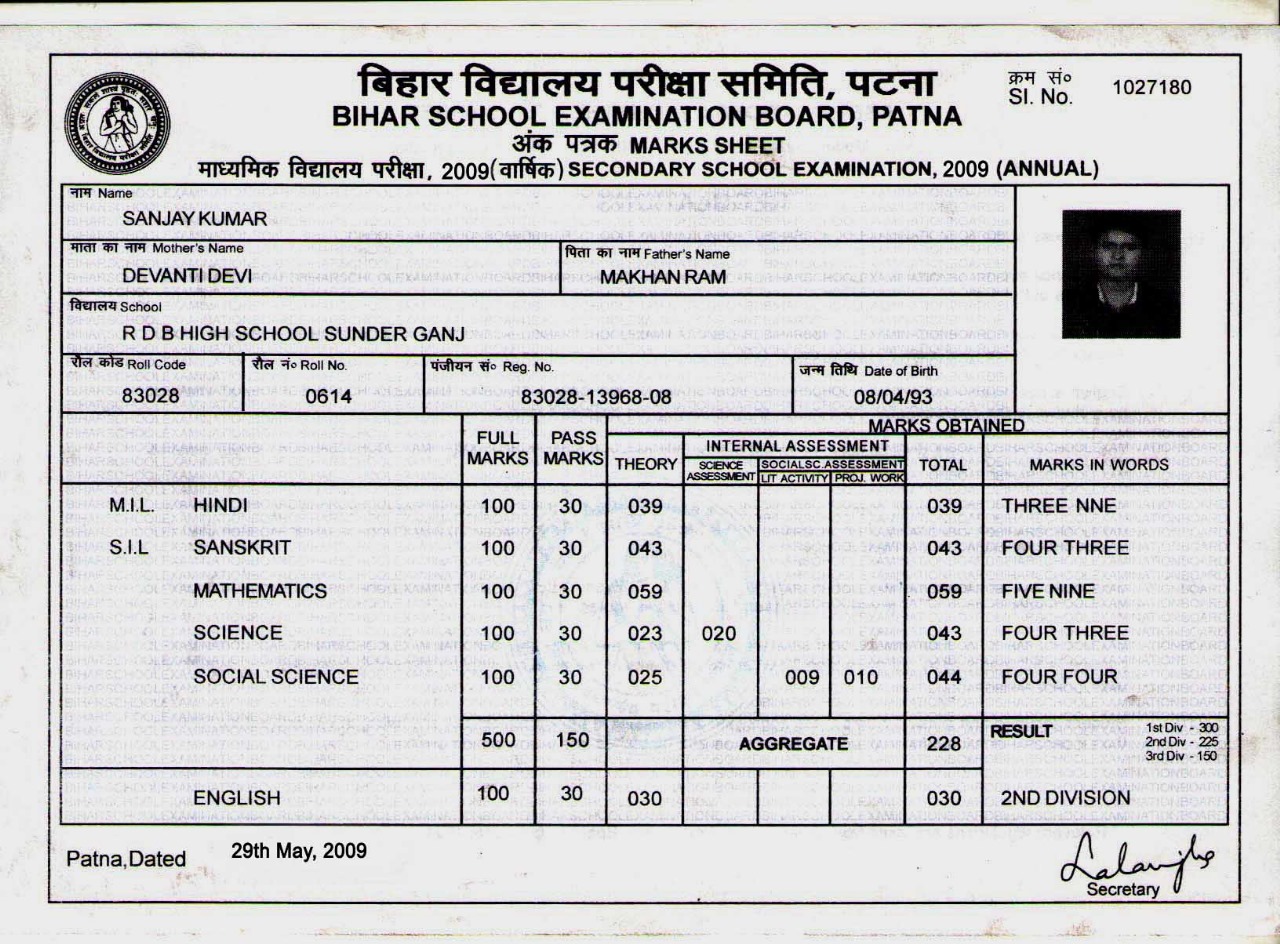 बिहार विद्यालय परीक्षा समिति, पटना
क्रम सं०
Sl. No. 1027180
BIHAR SCHOOL EXAMINATION BOARD, PATNA
अंक पत्रक MARKS SHEET
माध्यमिक विद्यालय परीक्षा, 2009(वार्षिक) SECONDARY SCHOOL EXAMINATION, 2009 (ANNUAL)
नाम Name
SANJAY KUMAR
माता का नाम Mother's Name पिता का नाम Father's Name
DEVANTI DEVI MAKHAN RAM
विद्यालय School
R D B HIGH SCHOOL SUNDER GANJ
रौल कोड Roll Code रौल नं० Roll No. पंजीयन सं० Reg. No. जन्म तिथि Date of Birth
83028 0614 83028-13968-08 08/04/93
MARKS OBTAINED
FULL MARKS PASS MARKS THEORY INTERNAL ASSESSMENT TOTAL MARKS IN WORDS
SCIENCE ASSESSMENT SOCIALSC.ASSESSMENT
LIT ACTIVITY PROJ. WORK
M.I.L. HINDI 100 30 039 039 THREE NNE
S.I.L SANSKRIT 100 30 043 043 FOUR THREE
MATHEMATICS 100 30 059 059 FIVE NINE
SCIENCE 100 30 023 020 043 FOUR THREE
SOCIAL SCIENCE 100 30 025 009 010 044 FOUR FOUR
500 150 AGGREGATE 228 RESULT
1st Div - 300
2nd Div - 225
3rd Div - 150
ENGLISH 100 30 030 030 2ND DIVISION
Patna,Dated 29th May, 2009
Secretary